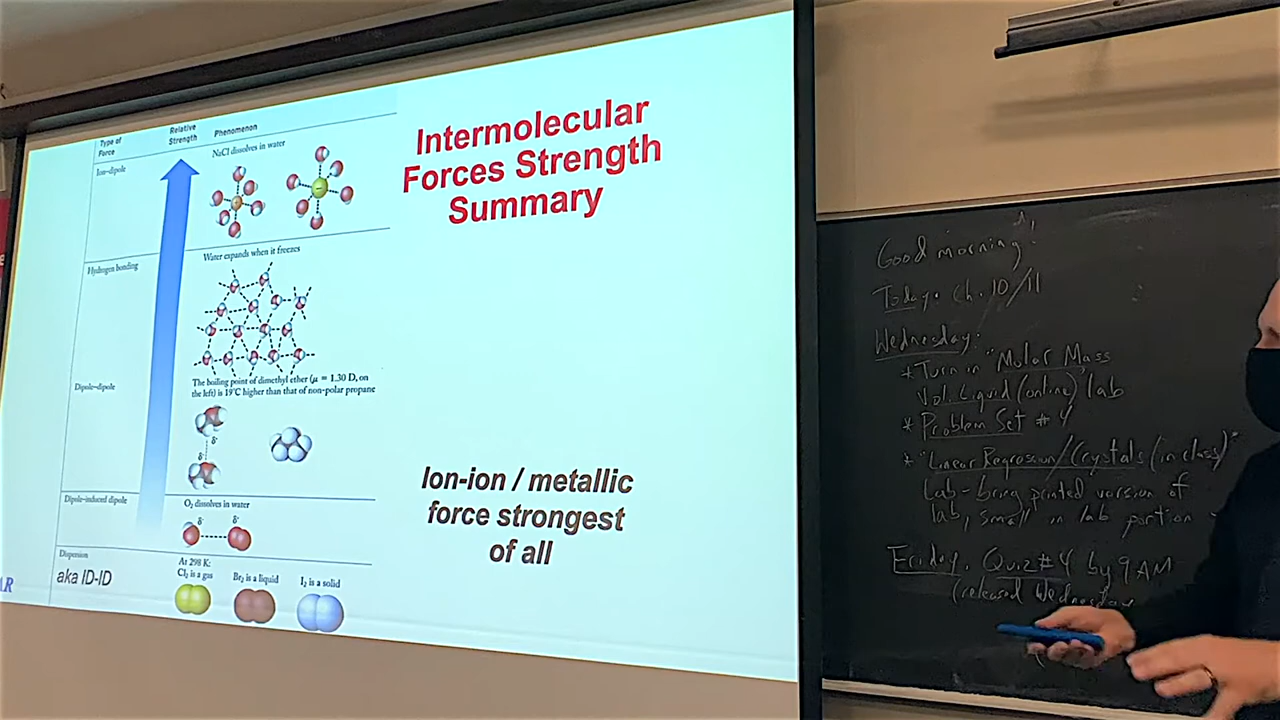 Intermolecular
Forces Strength
Summary
Type of
Force
Relative
Strength
Phenomenon
Ion–dipole
NaCl dissolves in water
Hydrogen bonding
Water expands when it freezes
Dipole–dipole
The boiling point of dimethyl ether (μ = 1.30 D, on
the left) is 19°C higher than that of non-polar propane
δ-
δ+
Dipole–induced dipole
O₂ dissolves in water
δ-
δ+
Dispersion
aka ID-ID
At 298 K:
Cl₂ is a gas
Br₂ is a liquid
I₂ is a solid
Ion-ion / metallic
force strongest
of all
AR
Good morning!
Today: Ch. 10/11
Wednesday:
* Turn in "Molar Mass
Vol. Liquid (online) lab
* Problem Set #4
* "Linear Regression/Crystals (in class)"
Lab - bring printed version of
lab, small in lab portion
Friday: Quiz #4 by 9 AM
(released Wednesday